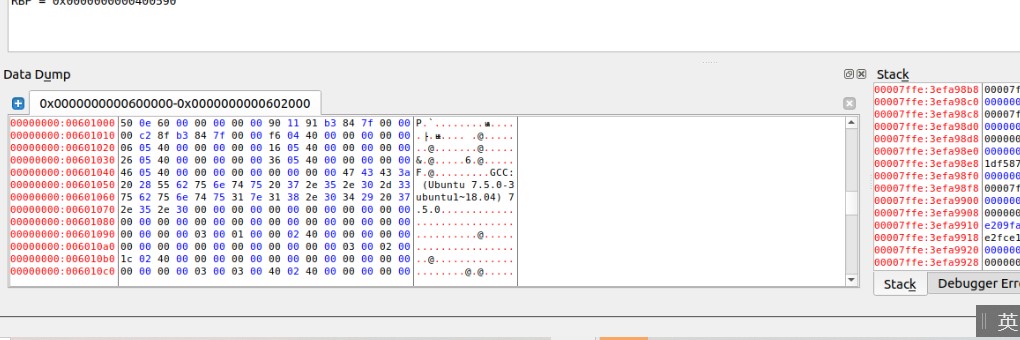 RBP = 0x0000000000400590
Data Dump
Stack
0x0000000000600000-0x0000000000602000
00000000:00601000 50 0e 60 00 00 00 00 00 90 11 91 b3 84 7f 00 00 P.`.............
00000000:00601010 00 c2 8f b3 84 7f 00 00 f6 04 40 00 00 00 00 00
00000000:00601020 06 05 40 00 00 00 00 00 16 05 40 00 00 00 00 00 ..@.......@.....
00000000:00601030 26 05 40 00 00 00 00 00 36 05 40 00 00 00 00 00 &.@.....6.@.....
00000000:00601040 46 05 40 00 00 00 00 00 00 00 00 00 47 43 43 3a F.@.........GCC:
00000000:00601050 20 28 55 62 75 6e 74 75 20 37 2e 35 2e 30 2d 33 (Ubuntu 7.5.0-3
00000000:00601060 75 62 75 6e 74 75 31 7e 31 38 2e 30 34 29 20 37 ubuntu1~18.04) 7
00000000:00601070 2e 35 2e 30 00 00 00 00 00 00 00 00 00 00 00 00 .5.0............
00000000:00601080 00 00 00 00 00 00 00 00 00 00 00 00 00 00 00 00 ................
00000000:00601090 00 00 00 00 03 00 01 00 00 02 40 00 00 00 00 00 ..........@.....
00000000:006010a0 00 00 00 00 00 00 00 00 00 00 00 00 03 00 02 00 ................
00000000:006010b0 1c 02 40 00 00 00 00 00 00 00 00 00 00 00 00 00 ..@.............
00000000:006010c0 00 00 00 00 03 00 03 00 40 02 40 00 00 00 00 00 ........@.@.....
00007ffe:3efa98b8 00007f
00007ffe:3efa98c0 000000
00007ffe:3efa98c8 00007f
00007ffe:3efa98d0 000000
00007ffe:3efa98d8 000000
00007ffe:3efa98e0 000000
00007ffe:3efa98e8 1df587
00007ffe:3efa98f0 000000
00007ffe:3efa98f8 00007f
00007ffe:3efa9900 000000
00007ffe:3efa9908 000000
00007ffe:3efa9910 e209fa
00007ffe:3efa9918 e2fce1
00007ffe:3efa9920 000000
00007ffe:3efa9928 000000
Stack
Debugger Err
英